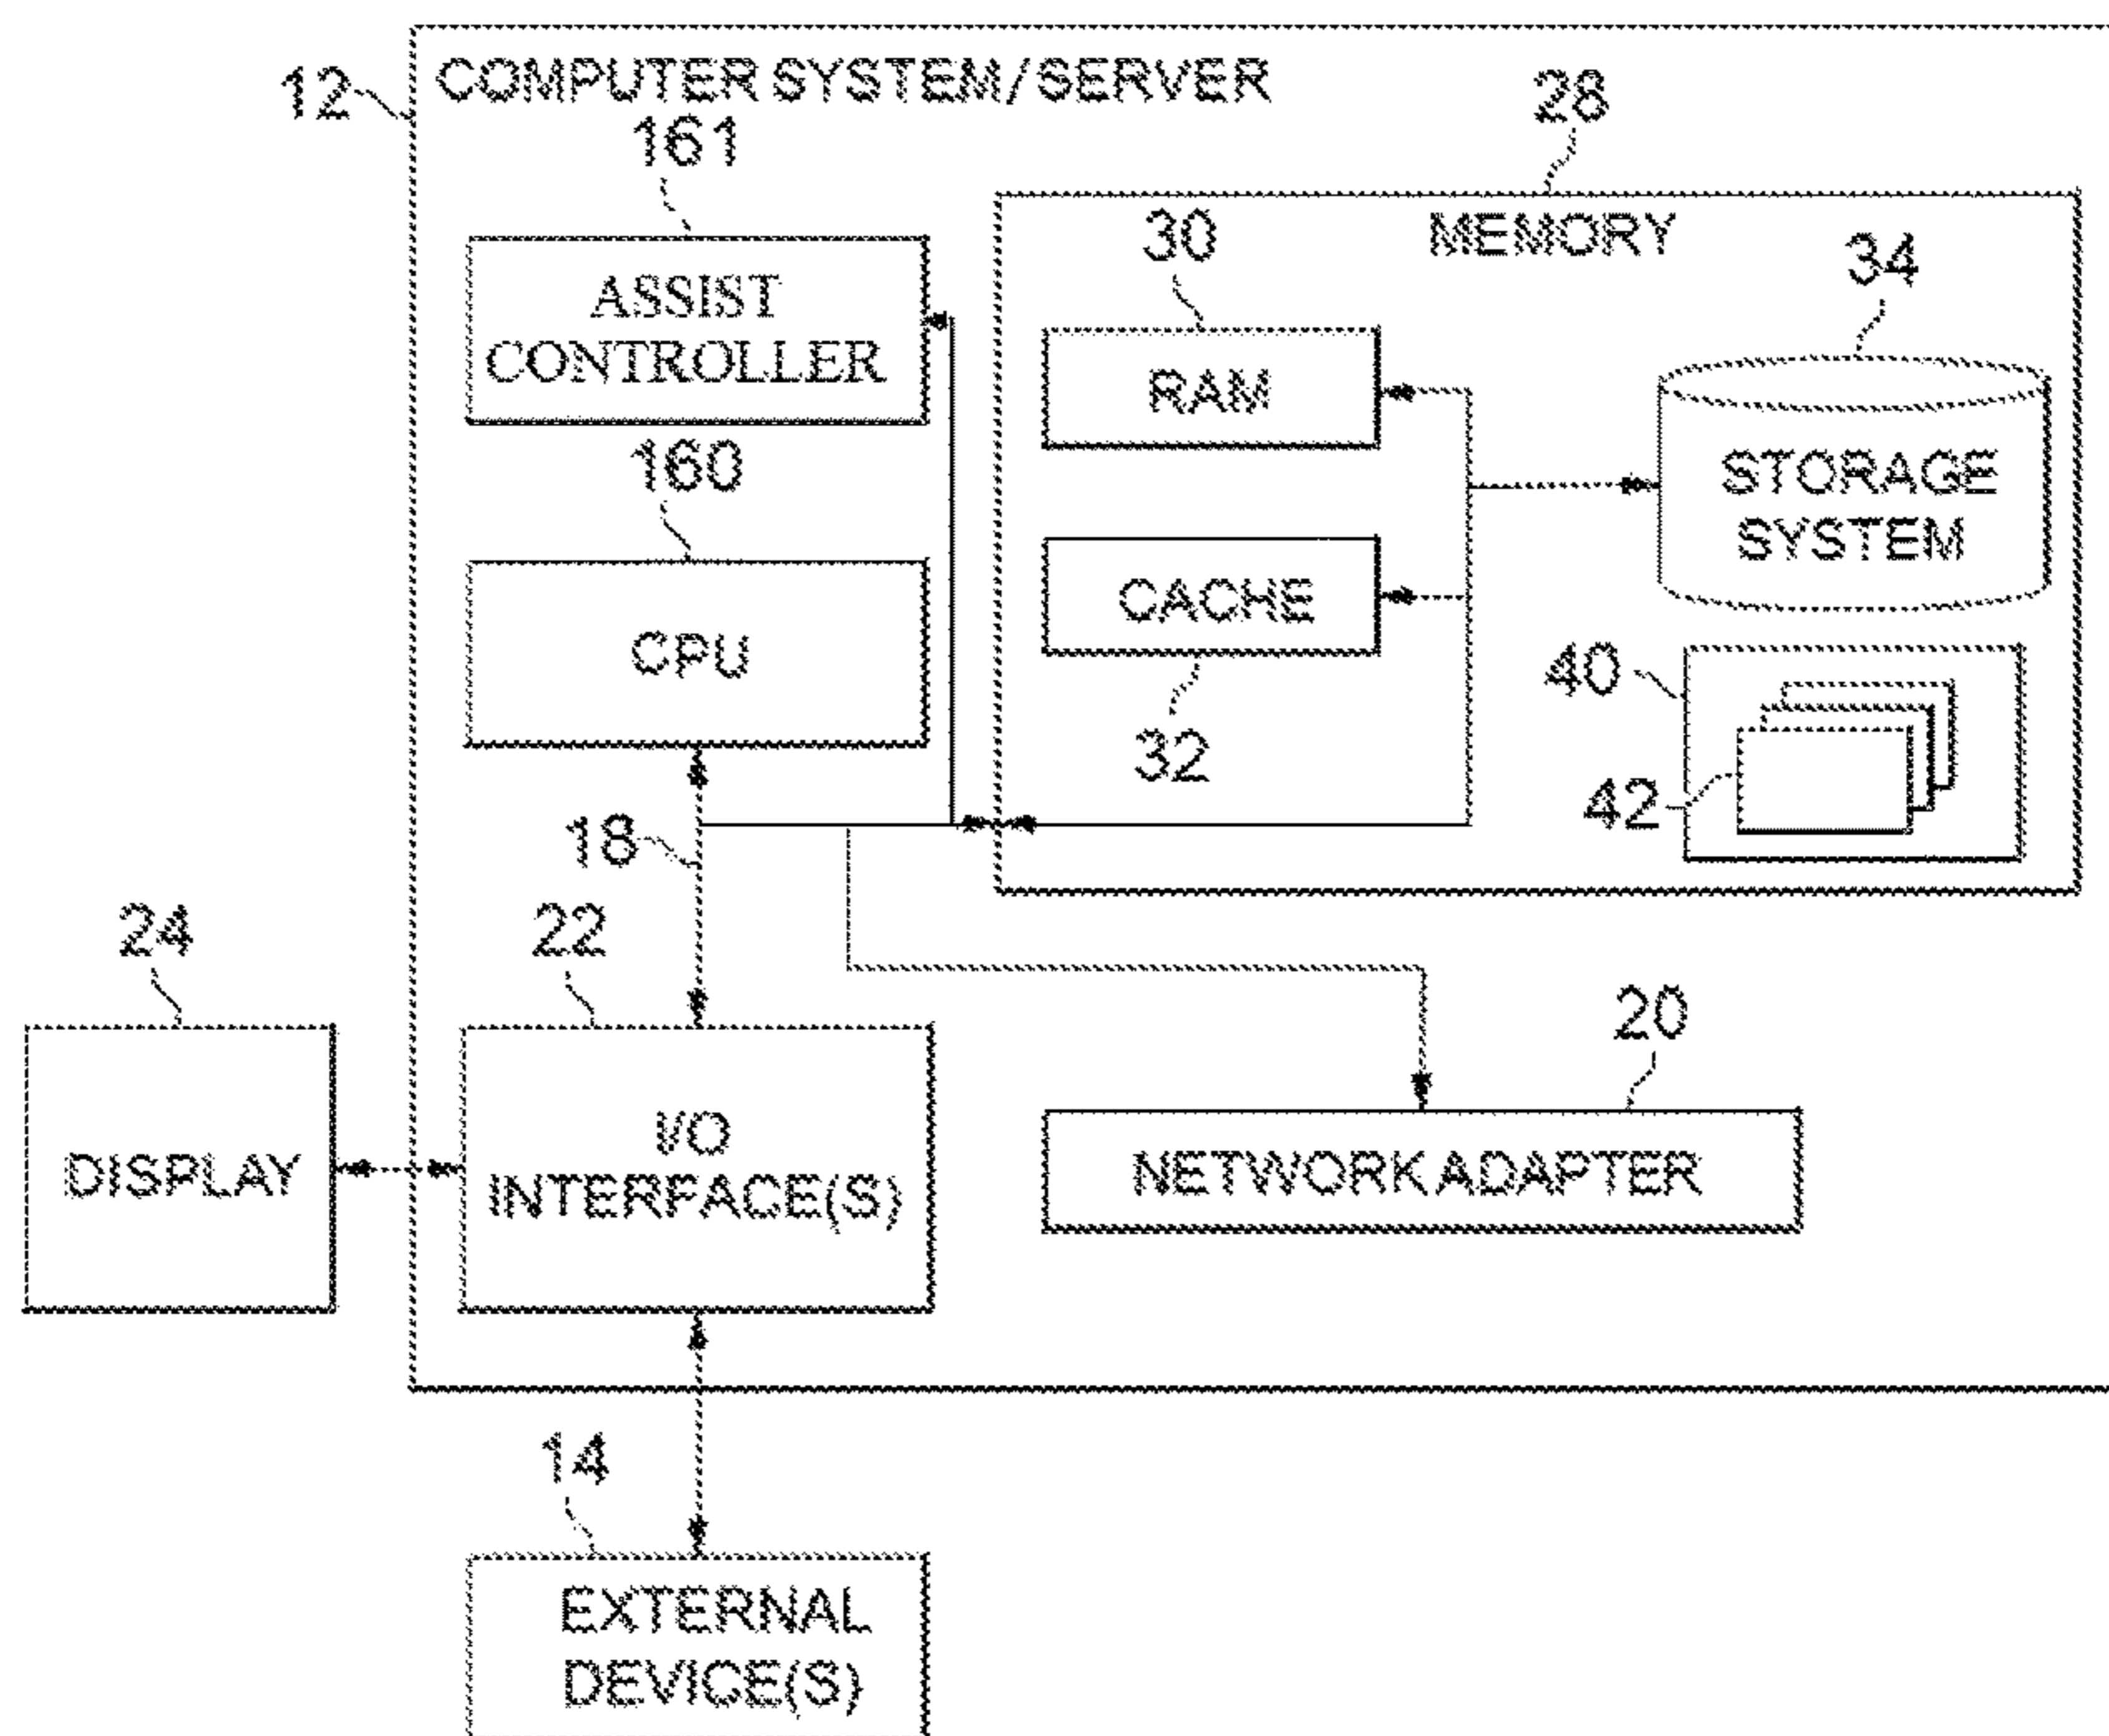 12
COMPUTER SYSTEM/SERVER
161
28
MEMORY
30
34
ASSIST
CONTROLLER
RAM
160
STORAGE
SYSTEM
CPU
CACHE
32
40
42
18
24
22
20
DISPLAY
I/O
INTERFACE(S)
NETWORK ADAPTER
14
EXTERNAL
DEVICE(S)